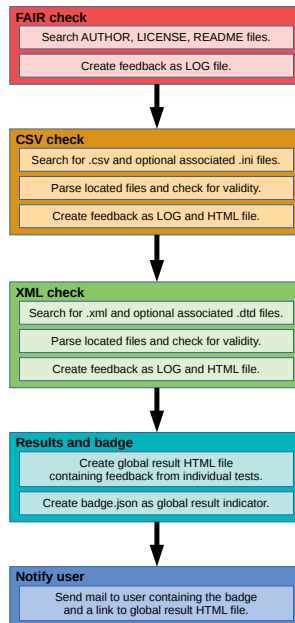 FAIR check
Search AUTHOR, LICENSE, README files.
Create feedback as LOG file.
CSV check
Search for .csv and optional associated .ini files.
Parse located files and check for validity.
Create feedback as LOG and HTML file.
XML check
Search for .xml and optional associated .dtd files.
Parse located files and check for validity.
Create feedback as LOG and HTML file.
Results and badge
Create global result HTML file
containing feedback from individual tests.
Create badge.json as global result indicator.
Notify user
Send mail to user containing the badge
and a link to global result HTML file.